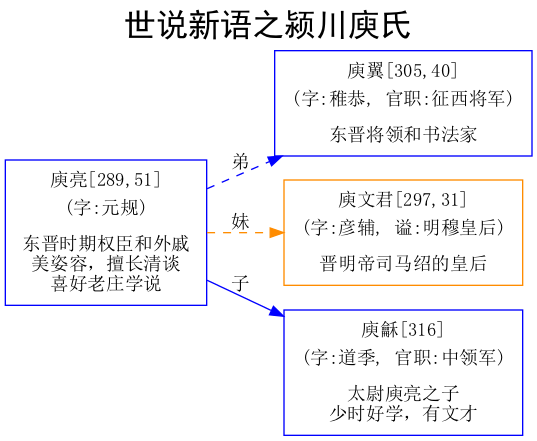 世说新语之颍川庾氏
庾翼[305,40]
(字:稚恭, 官职:征西将军)
东晋将领和书法家
弟
庾亮[289,51]
(字:元规)
东晋时期权臣和外戚
美姿容，擅长清谈
喜好老庄学说
妹
庾文君[297,31]
(字:彦辅, 谥:明穆皇后)
晋明帝司马绍的皇后
子
庾龢[316]
(字:道季, 官职:中领军)
太尉庾亮之子
少时好学，有文才